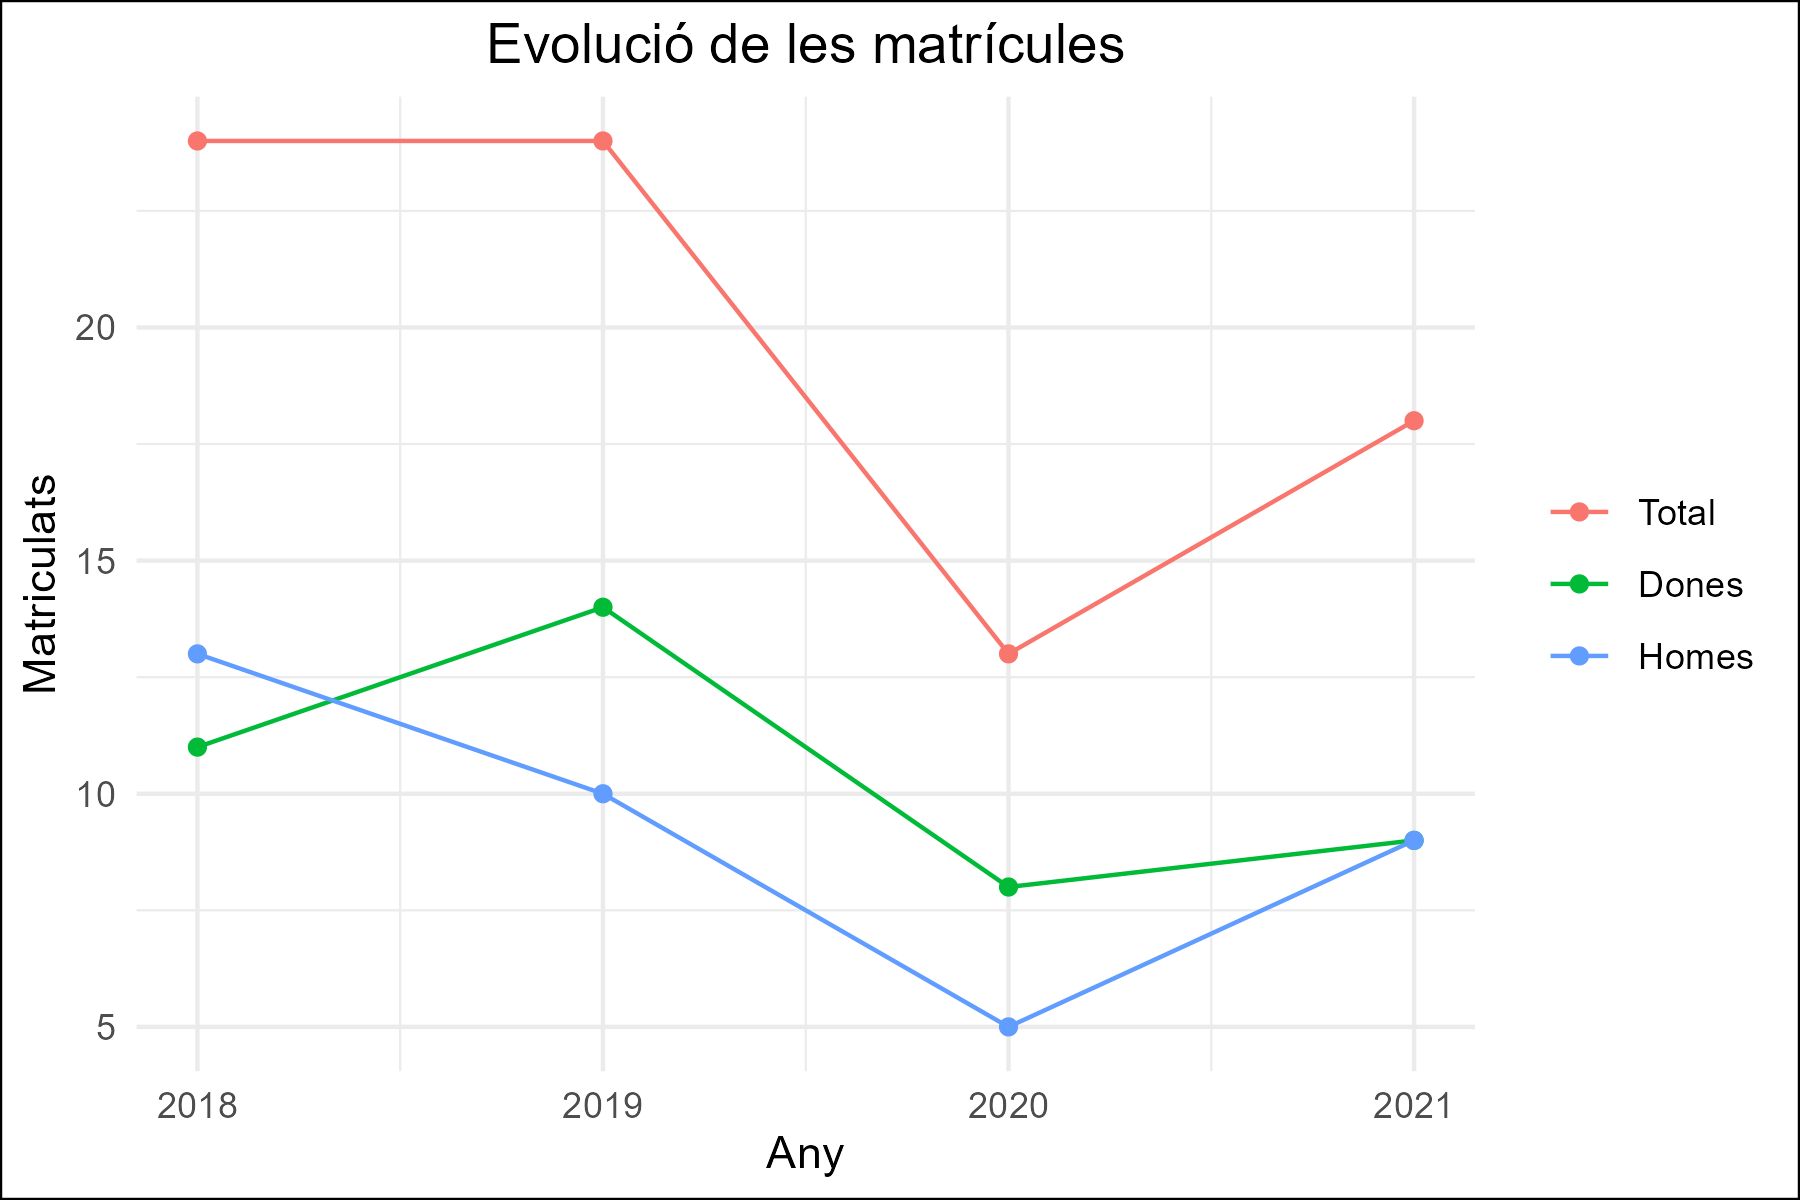 Evolució de les matrícules
Matriculats
20
15
10
5
2018
2019
2020
2021
Any
Total
Dones
Homes